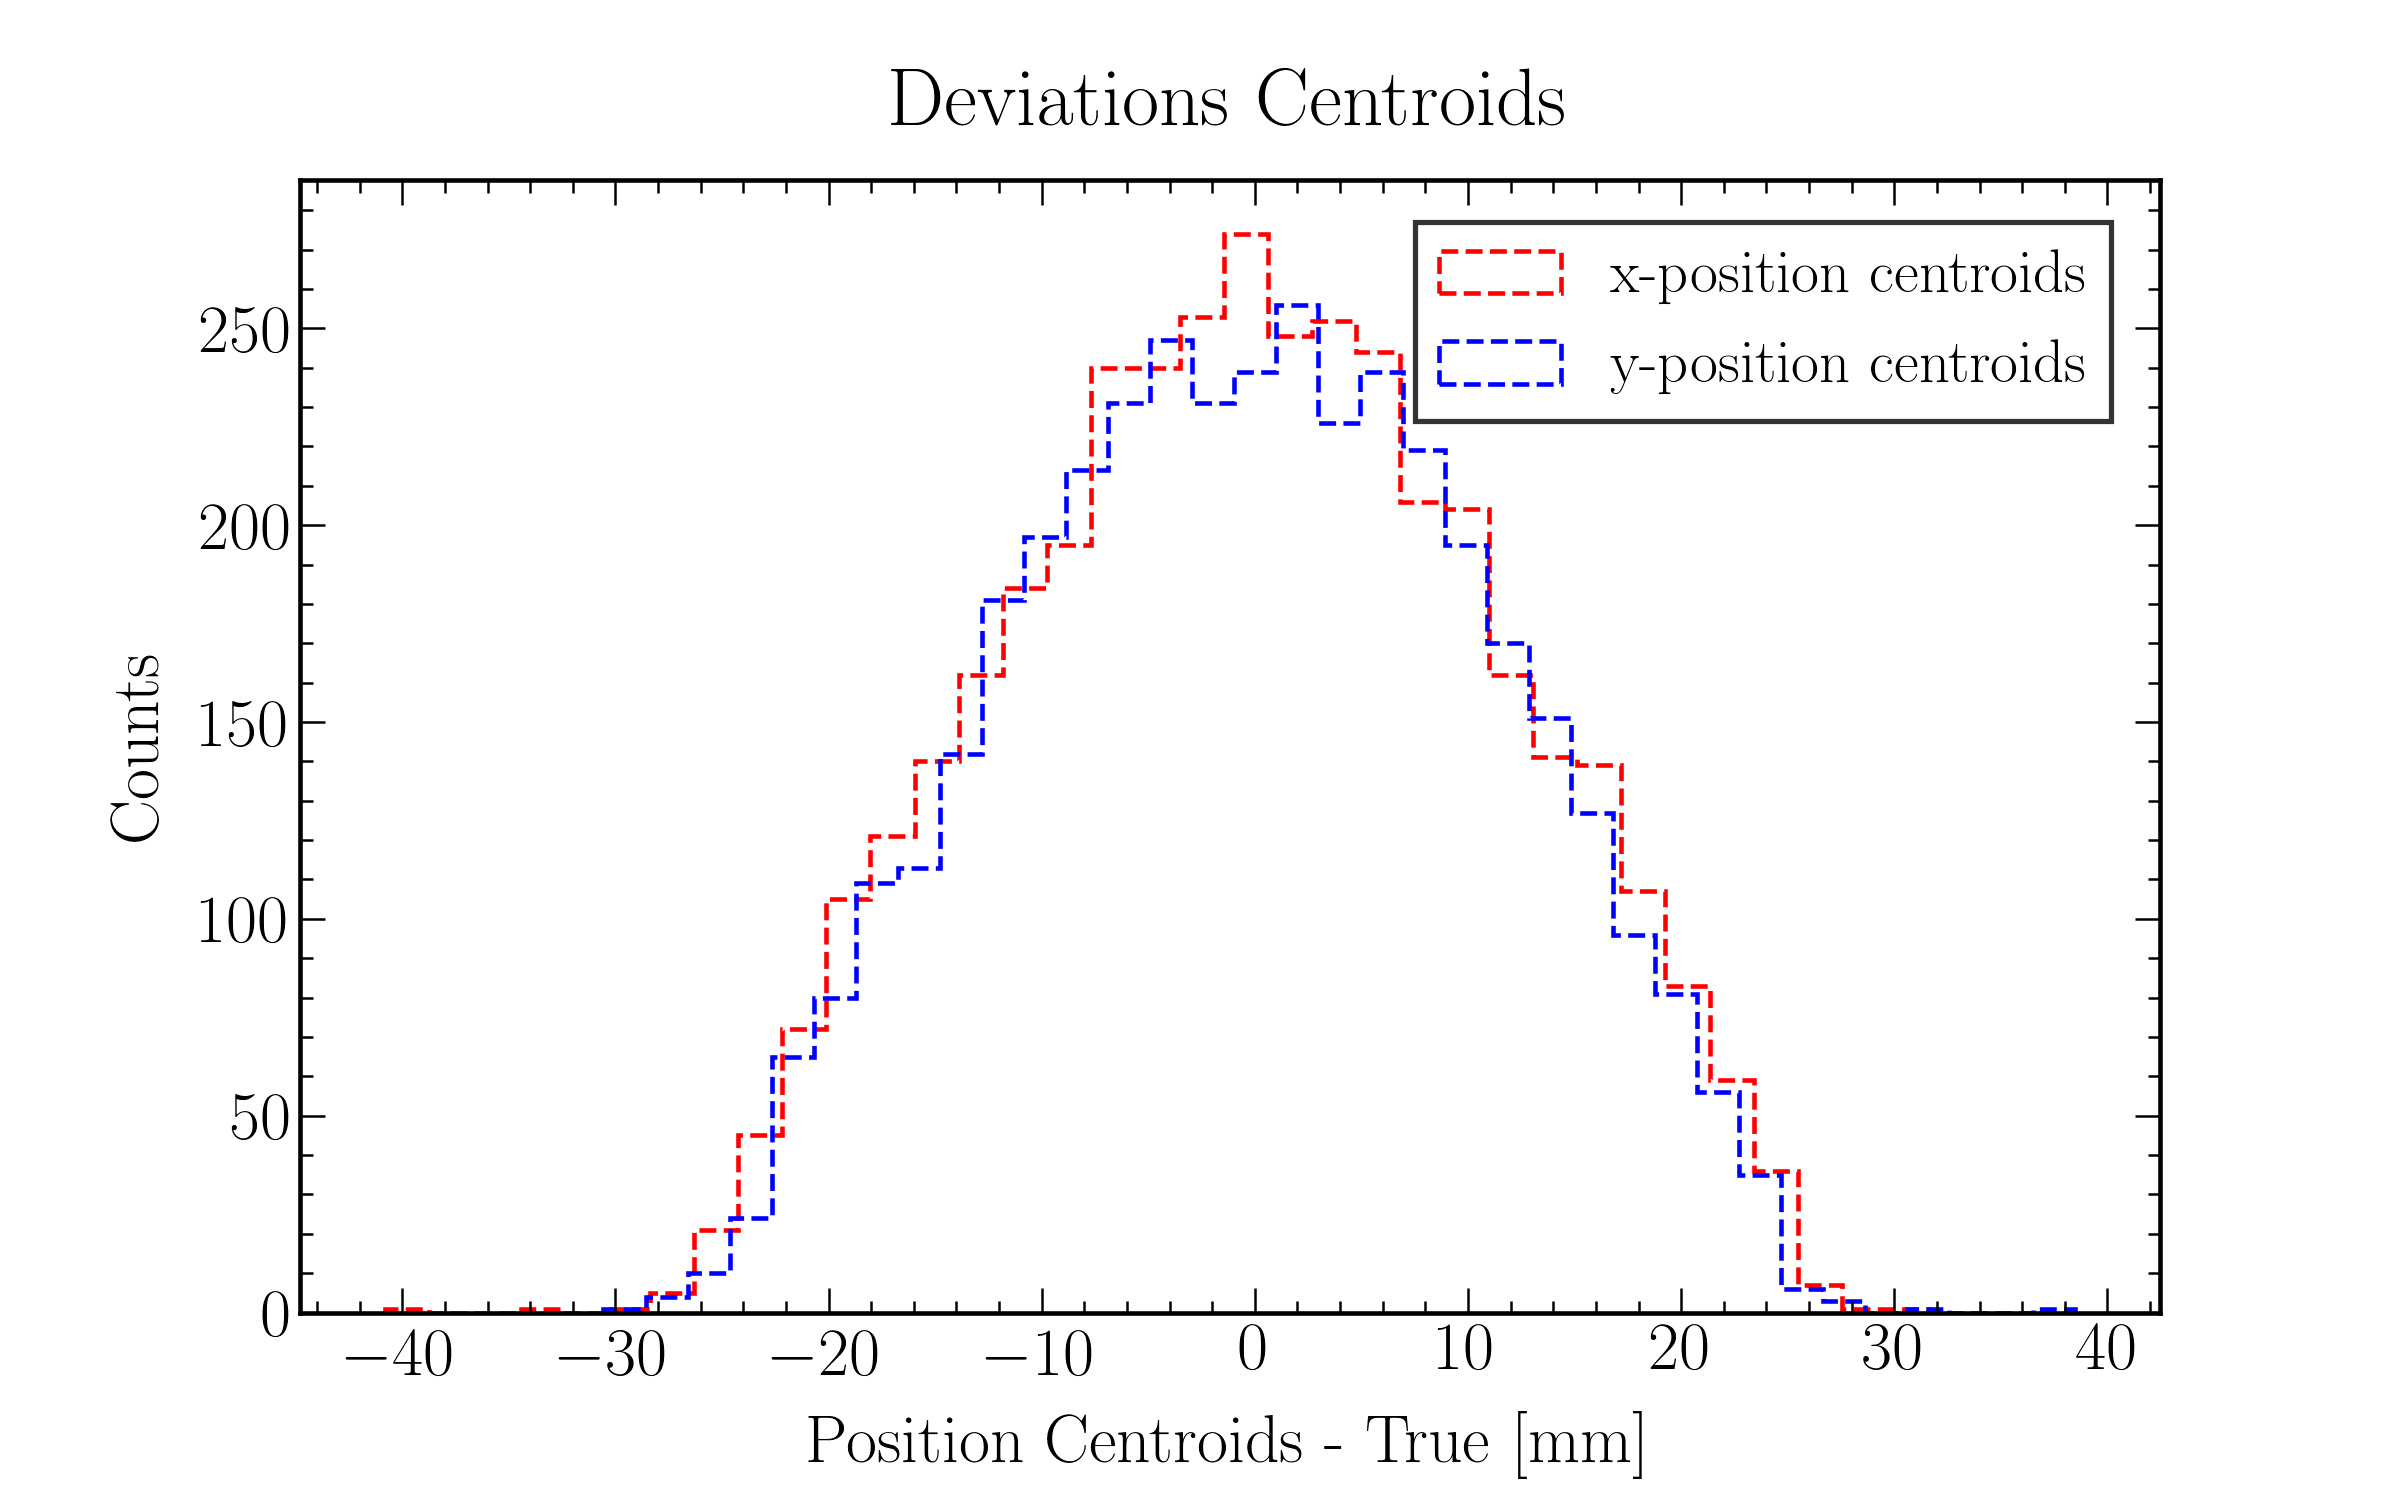 Deviations Centroids
x-position centroids
y-position centroids
250
200
150
100
50
0
Counts
−40 −30 −20 −10 0 10 20 30 40
Position Centroids - True [mm]